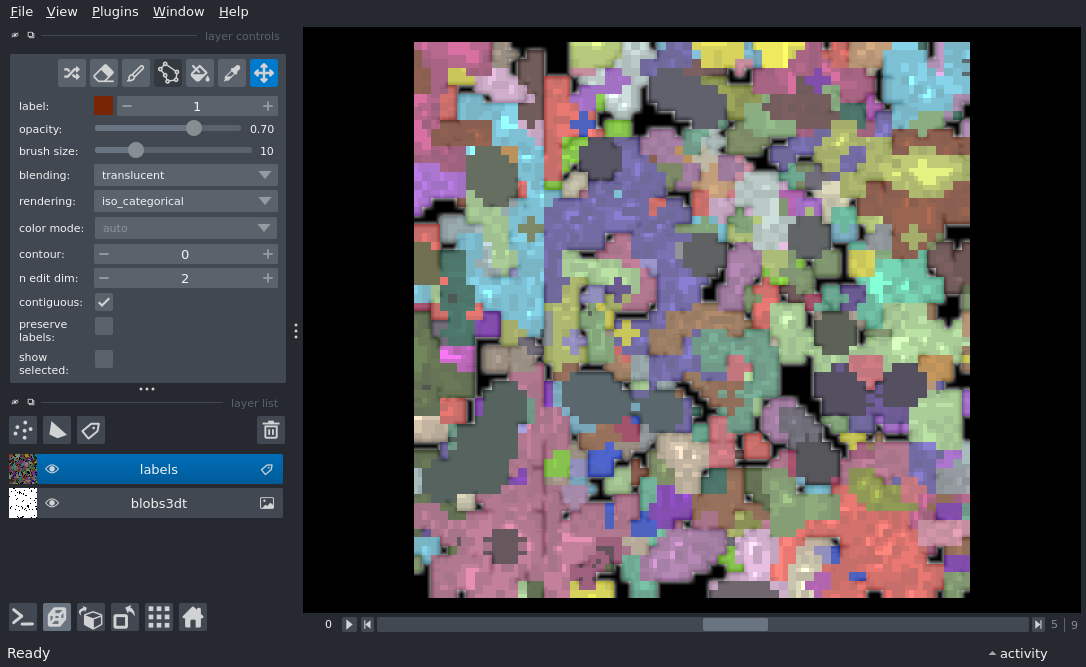 File View Plugins Window Help
layer controls
label: 1
opacity: 0.70
brush size: 10
blending: translucent
rendering: iso_categorical
color mode: auto
contour: 0
n edit dim: 2
contiguous:
preserve
labels:
show
selected:
layer list
labels
blobs3dt
0 5 | 9
Ready activity